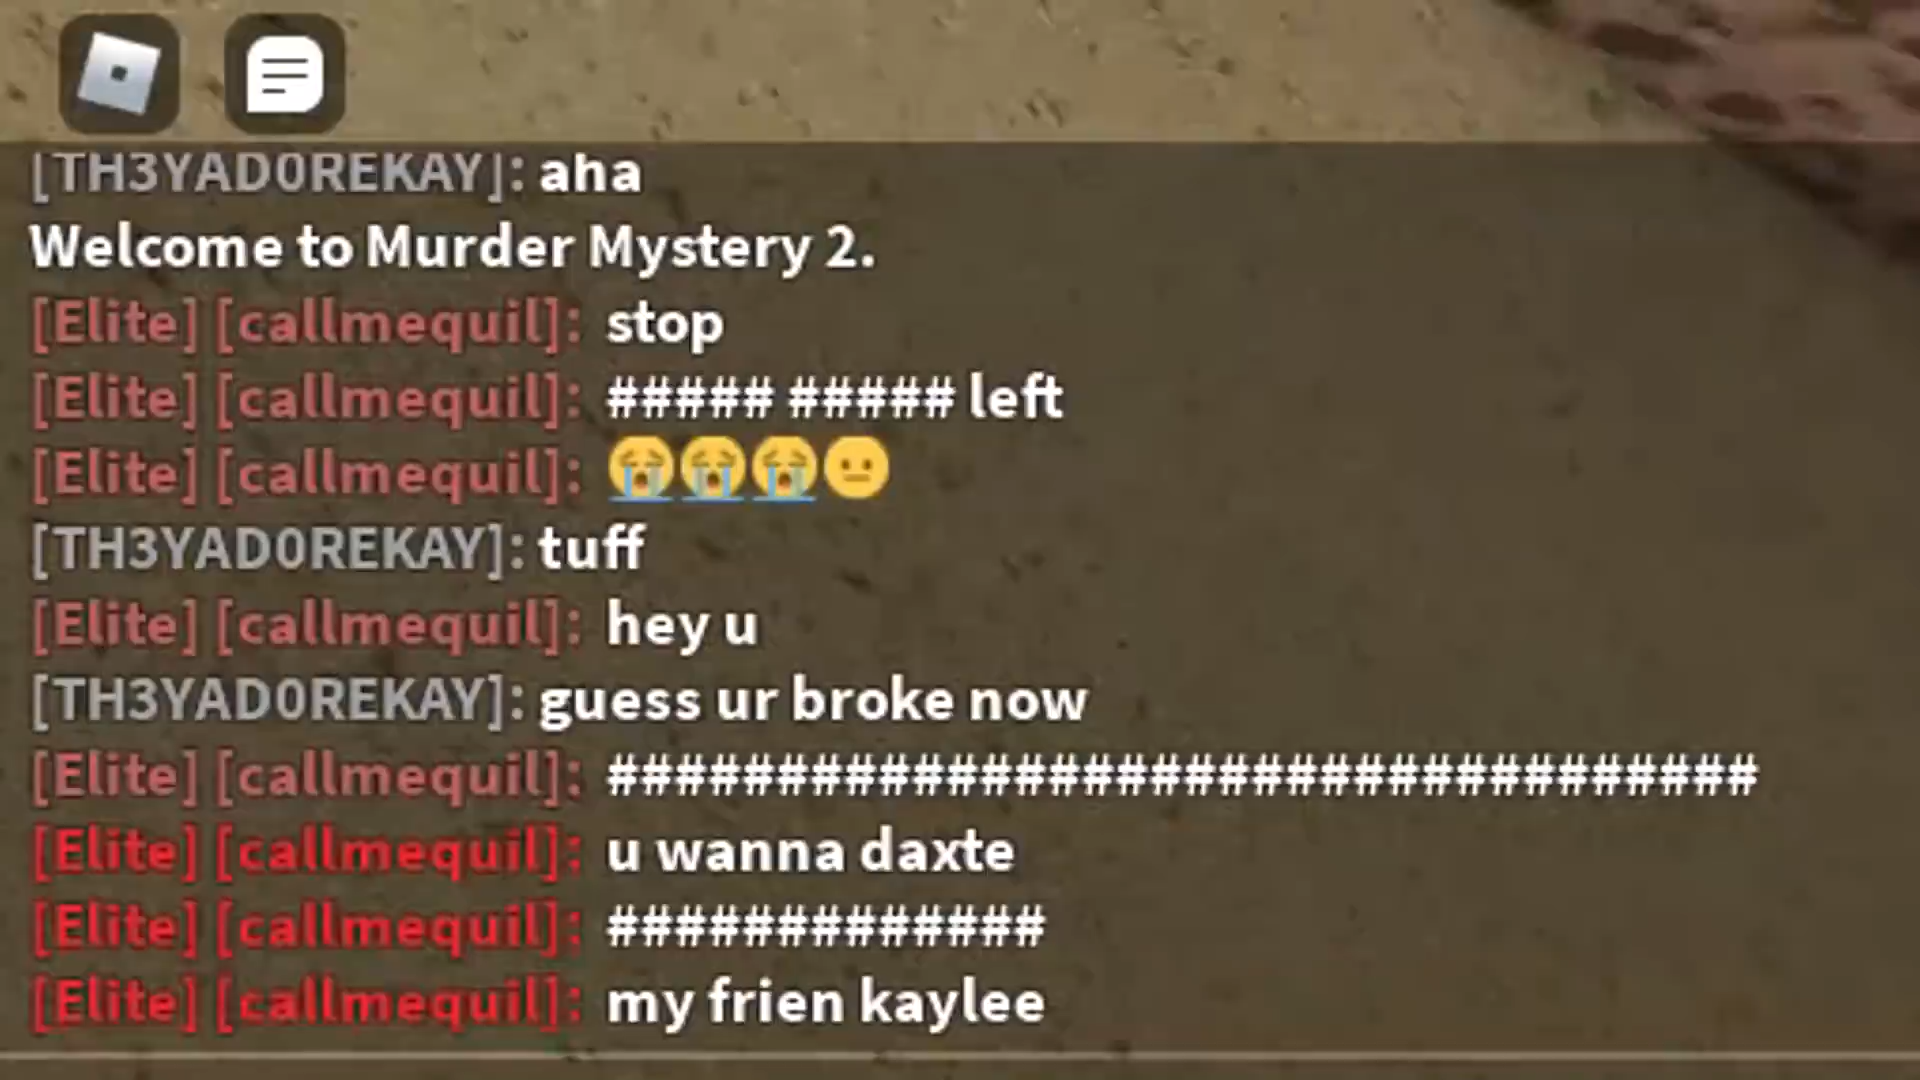 [TH3YAD0REKAY]: aha
Welcome to Murder Mystery 2.
[Elite] [callmequil]: stop
[Elite] [callmequil]: ##### ##### left
[Elite] [callmequil]: 😭😭😭😐
[TH3YAD0REKAY]: tuff
[Elite] [callmequil]: hey u
[TH3YAD0REKAY]: guess ur broke now
[Elite] [callmequil]: ##################################
[Elite] [callmequil]: u wanna daxte
[Elite] [callmequil]: #############
[Elite] [callmequil]: my frien kaylee